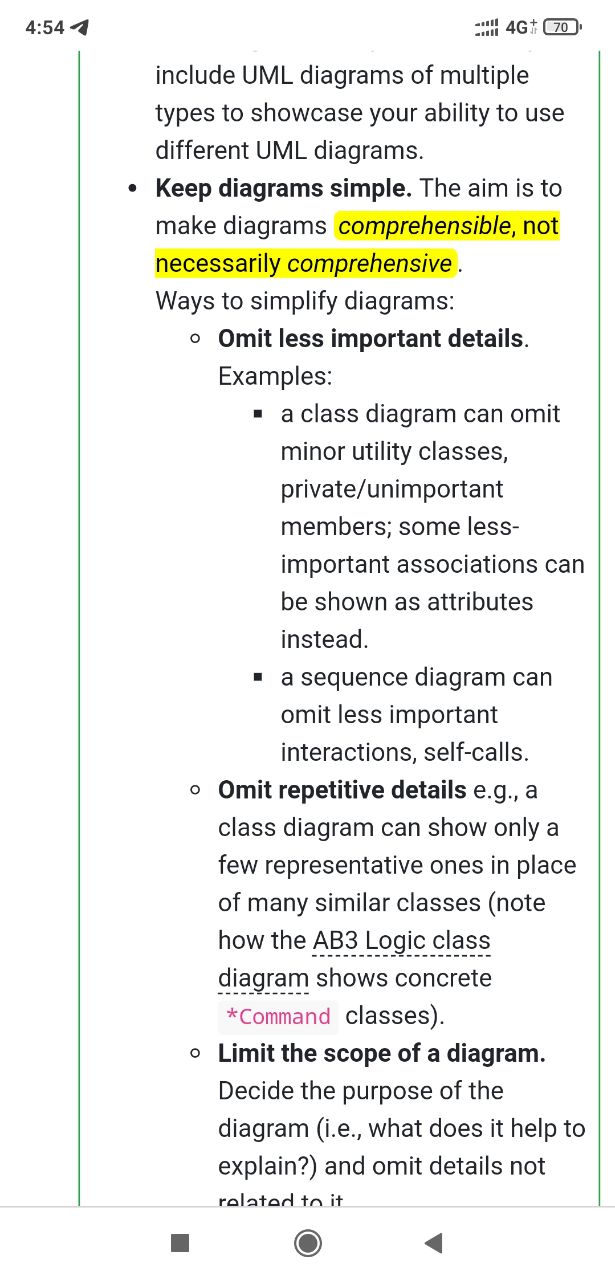 4:54 4G+ 70
include UML diagrams of multiple
types to showcase your ability to use
different UML diagrams.
• Keep diagrams simple. The aim is to
make diagrams comprehensible, not
necessarily comprehensive.
Ways to simplify diagrams:
◦ Omit less important details.
Examples:
▪ a class diagram can omit
minor utility classes,
private/unimportant
members; some less-
important associations can
be shown as attributes
instead.
▪ a sequence diagram can
omit less important
interactions, self-calls.
◦ Omit repetitive details e.g., a
class diagram can show only a
few representative ones in place
of many similar classes (note
how the AB3 Logic class
diagram shows concrete
*Command classes).
◦ Limit the scope of a diagram.
Decide the purpose of the
diagram (i.e., what does it help to
explain?) and omit details not
related to it